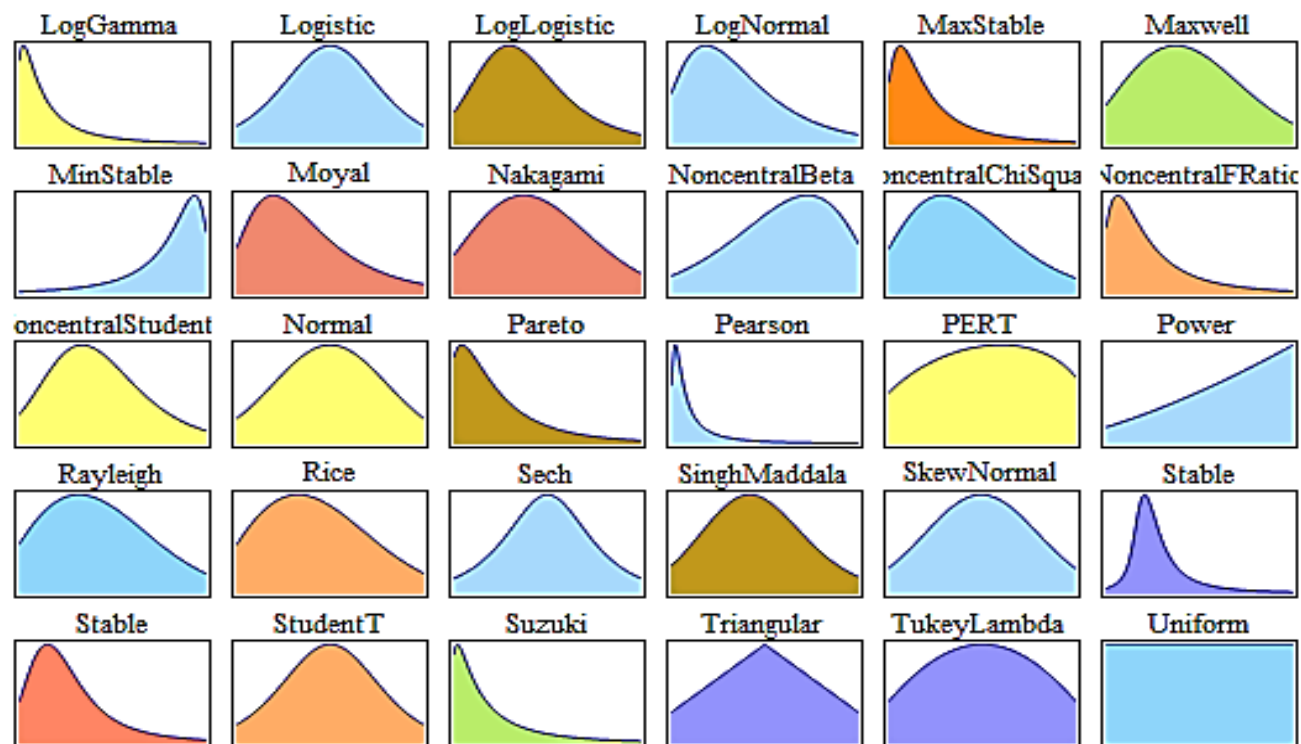 LogGamma Logistic LogLogistic LogNormal MaxStable Maxwell
MinStable Moyal Nakagami NoncentralBeta oncentralChiSqua NoncentralFRatio
oncentralStudent Normal Pareto Pearson PERT Power
Rayleigh Rice Sech SinghMaddala SkewNormal Stable
Stable StudentT Suzuki Triangular TukeyLambda Uniform